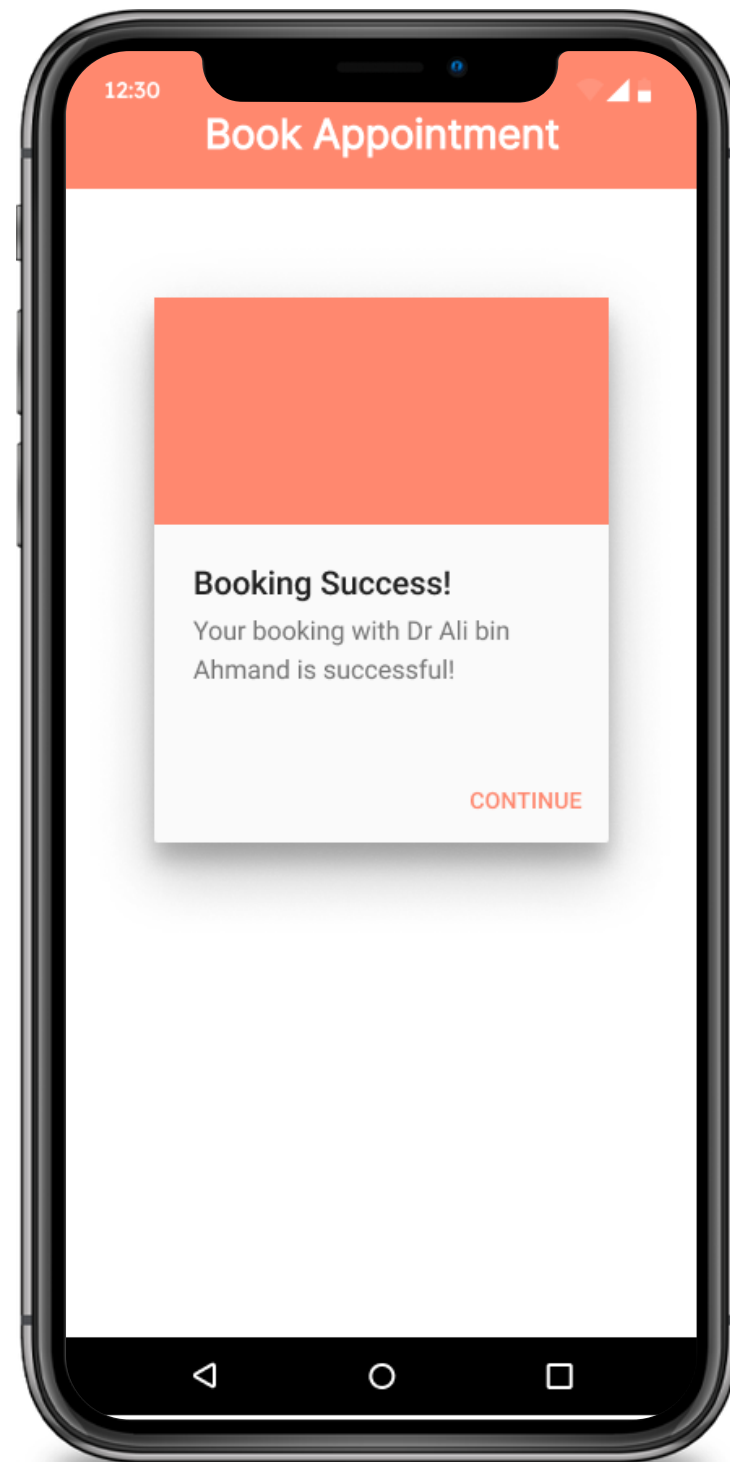 12:30
Book Appointment
Booking Success!
Your booking with Dr Ali bin
Ahmand is successful!
CONTINUE